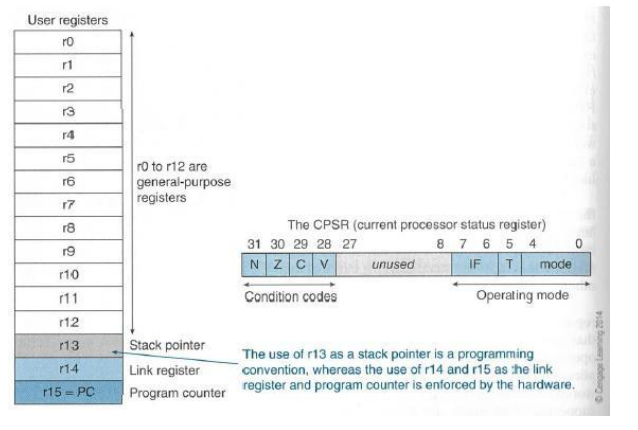 User registers
r0
r1
r2
r3
r4
r5
r6
r7
r8
r9
r10
r11
r12
r13
r14
r15 = PC
r0 to r12 are
general-purpose
registers
Stack pointer
Link register
Program counter
The CPSR (current processor status register)
31 30 29 28 27 8 7 6 5 4 0
N Z C V unused IF T mode
Condition codes
Operating mode
The use of r13 as a stack pointer is a programming
convention, whereas the use of r14 and r15 as the link
register and program counter is enforced by the hardware.
© Cengage Learning 2014